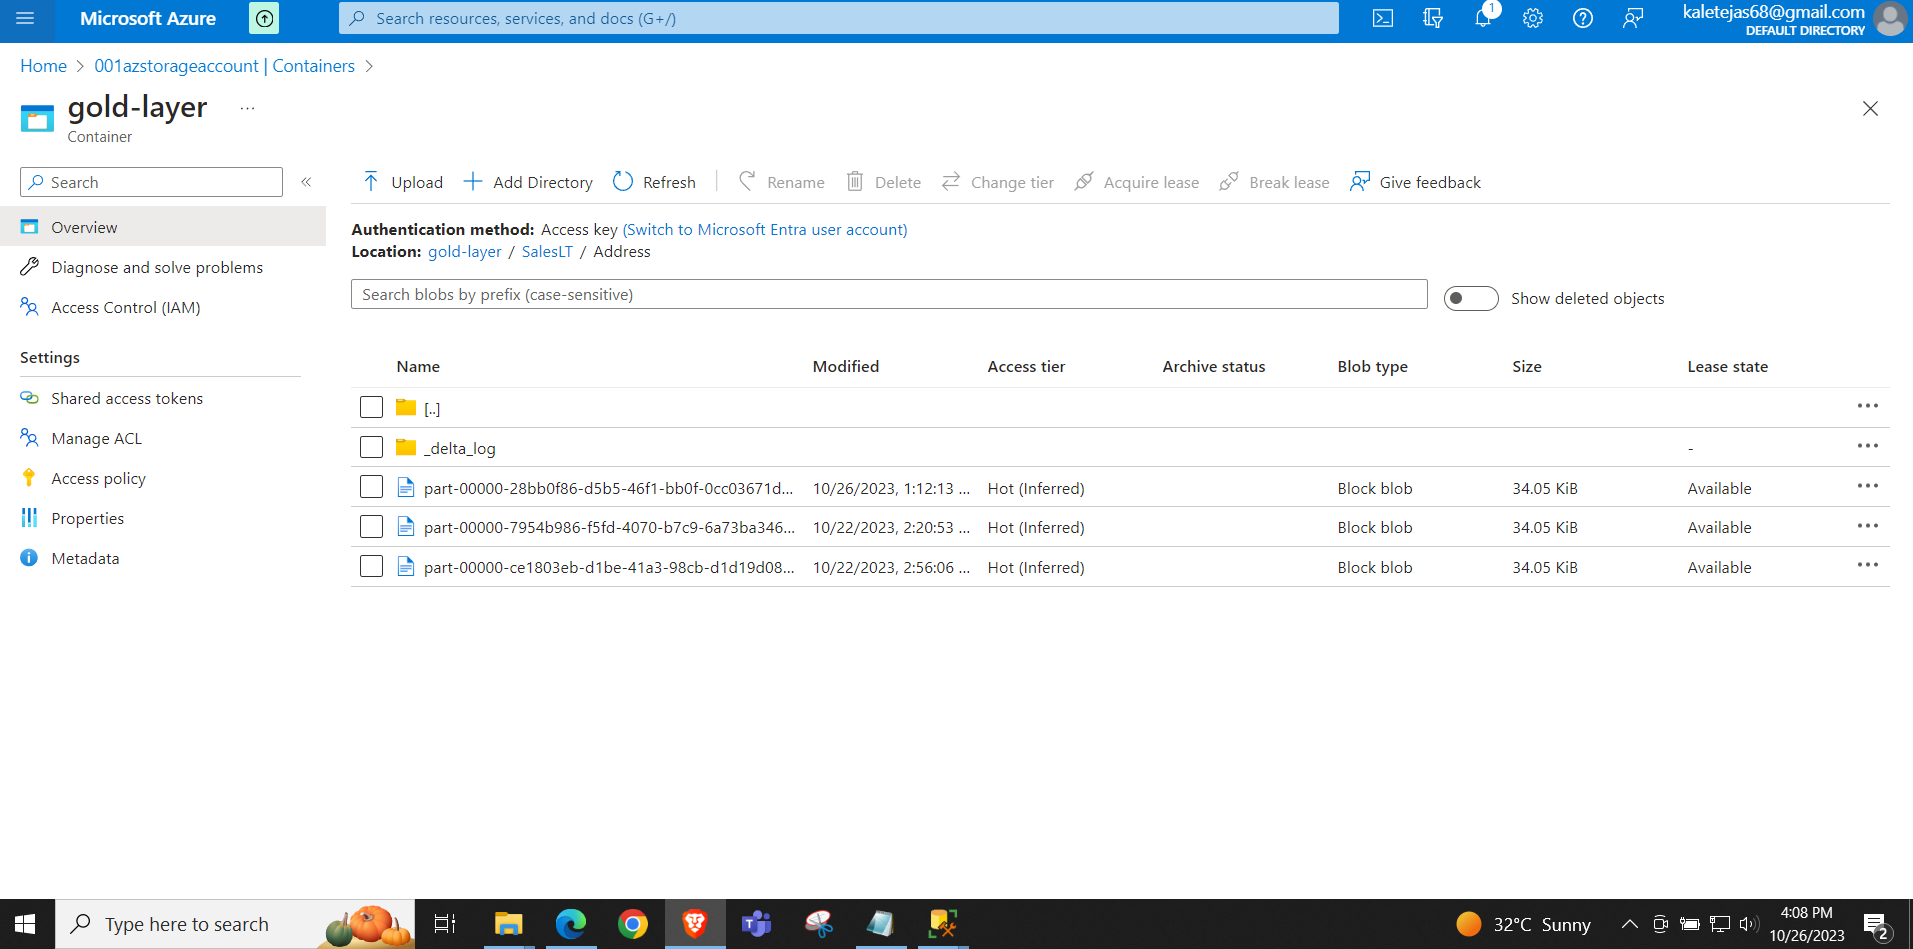 Microsoft Azure
Search resources, services, and docs (G+/)
1
kaletejas68@gmail.com
DEFAULT DIRECTORY
Home > 001azstorageaccount | Containers >
gold-layer ...
Container
Search «
Upload Add Directory Refresh Rename Delete Change tier Acquire lease Break lease Give feedback
Overview
Diagnose and solve problems
Access Control (IAM)
Settings
Shared access tokens
Manage ACL
Access policy
Properties
Metadata
Authentication method: Access key (Switch to Microsoft Entra user account)
Location: gold-layer / SalesLT / Address
Search blobs by prefix (case-sensitive)
Show deleted objects
Name Modified Access tier Archive status Blob type Size Lease state
[..]
_delta_log -
part-00000-28bb0f86-d5b5-46f1-bb0f-0cc03671d... 10/26/2023, 1:12:13 ... Hot (Inferred) Block blob 34.05 KiB Available
part-00000-7954b986-f5fd-4070-b7c9-6a73ba346... 10/22/2023, 2:20:53 ... Hot (Inferred) Block blob 34.05 KiB Available
part-00000-ce1803eb-d1be-41a3-98cb-d1d19d08... 10/22/2023, 2:56:06 ... Hot (Inferred) Block blob 34.05 KiB Available
Type here to search
32°C Sunny
4:08 PM
10/26/2023
2